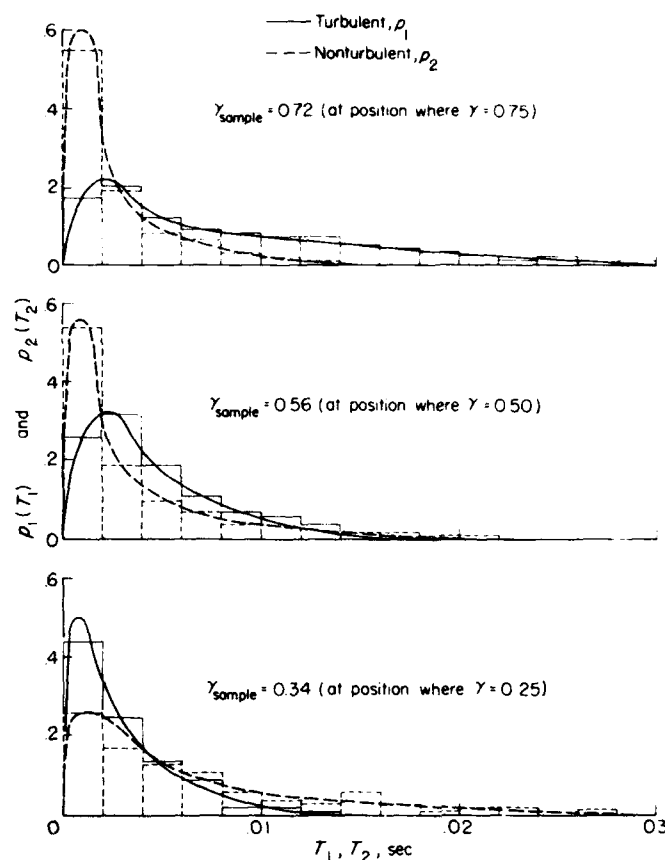 Turbulent, p₁
Nonturbulent, p₂
.6
.4
.2
0
γsample = 0.72 (at position where γ = 0.75)
p₁(T₁) and p₂(T₂)
.6
.4
.2
0
γsample = 0.56 (at position where γ = 0.50)
.6
.4
.2
0
γsample = 0.34 (at position where γ = 0.25)
0 .01 .02 .03
T₁, T₂, sec